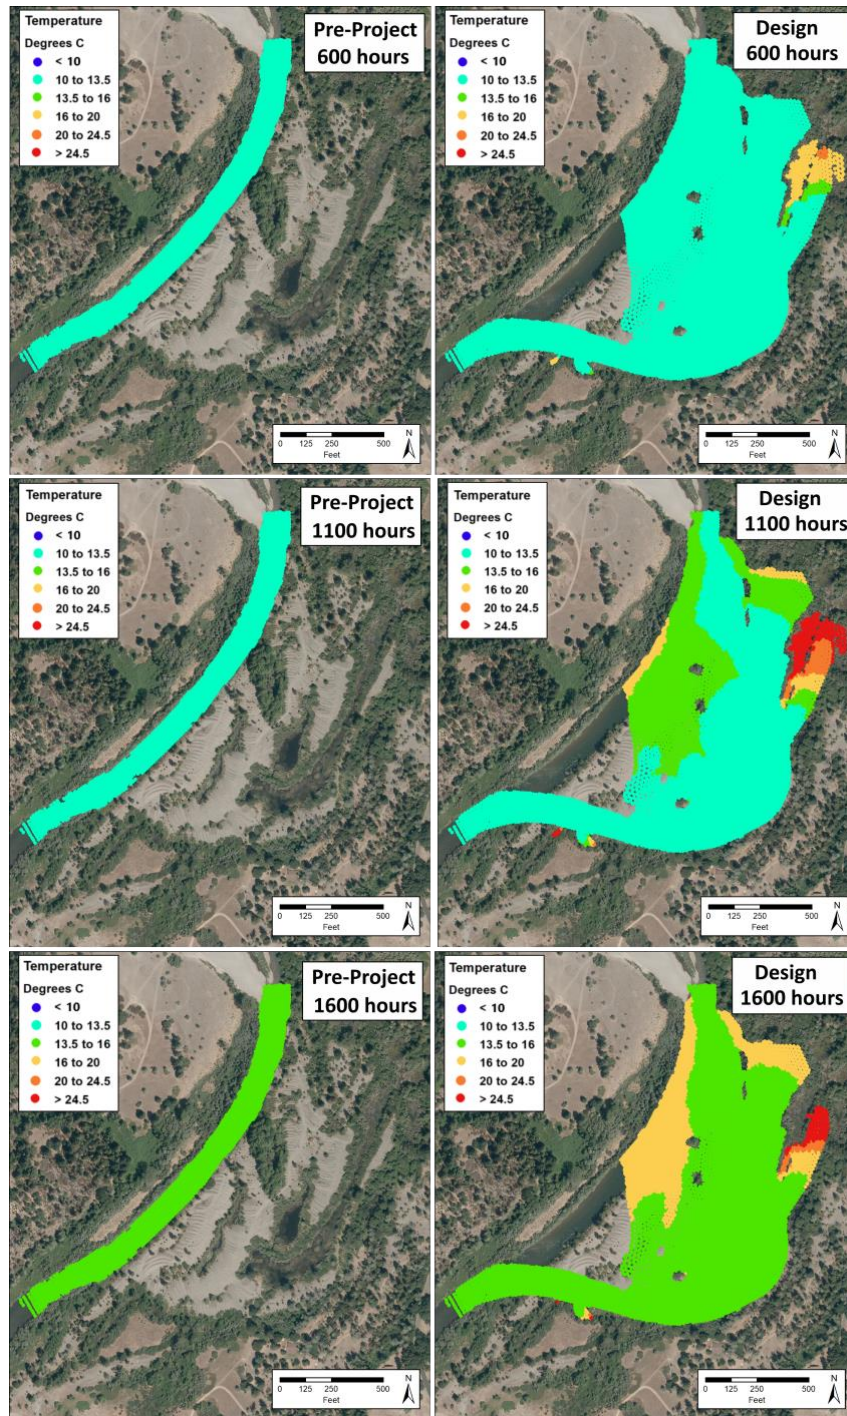 Temperature
Degrees C
< 10
10 to 13.5
13.5 to 16
16 to 20
20 to 24.5
> 24.5
Pre-Project
600 hours
N
0 125 250 500
Feet
Temperature
Degrees C
< 10
10 to 13.5
13.5 to 16
16 to 20
20 to 24.5
> 24.5
Design
600 hours
N
0 125 250 500
Feet
Temperature
Degrees C
< 10
10 to 13.5
13.5 to 16
16 to 20
20 to 24.5
> 24.5
Pre-Project
1100 hours
N
0 125 250 500
Feet
Temperature
Degrees C
< 10
10 to 13.5
13.5 to 16
16 to 20
20 to 24.5
> 24.5
Design
1100 hours
N
0 125 250 500
Feet
Temperature
Degrees C
< 10
10 to 13.5
13.5 to 16
16 to 20
20 to 24.5
> 24.5
Pre-Project
1600 hours
N
0 125 250 500
Feet
Temperature
Degrees C
< 10
10 to 13.5
13.5 to 16
16 to 20
20 to 24.5
> 24.5
Design
1600 hours
N
0 125 250 500
Feet